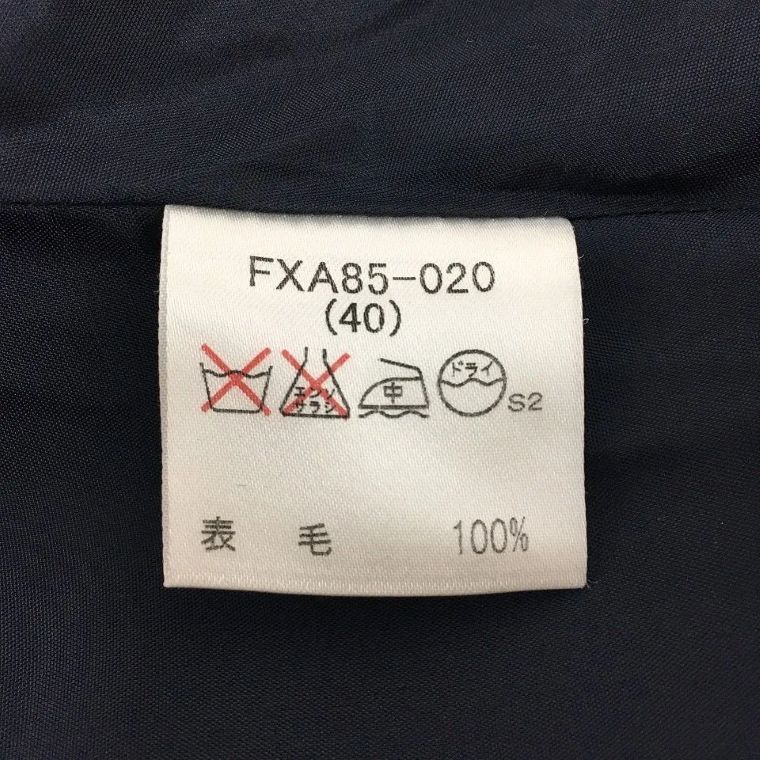 FXA85-020
(40)
エンソ
サラシ
中
ドライ
S2
表 毛 100%